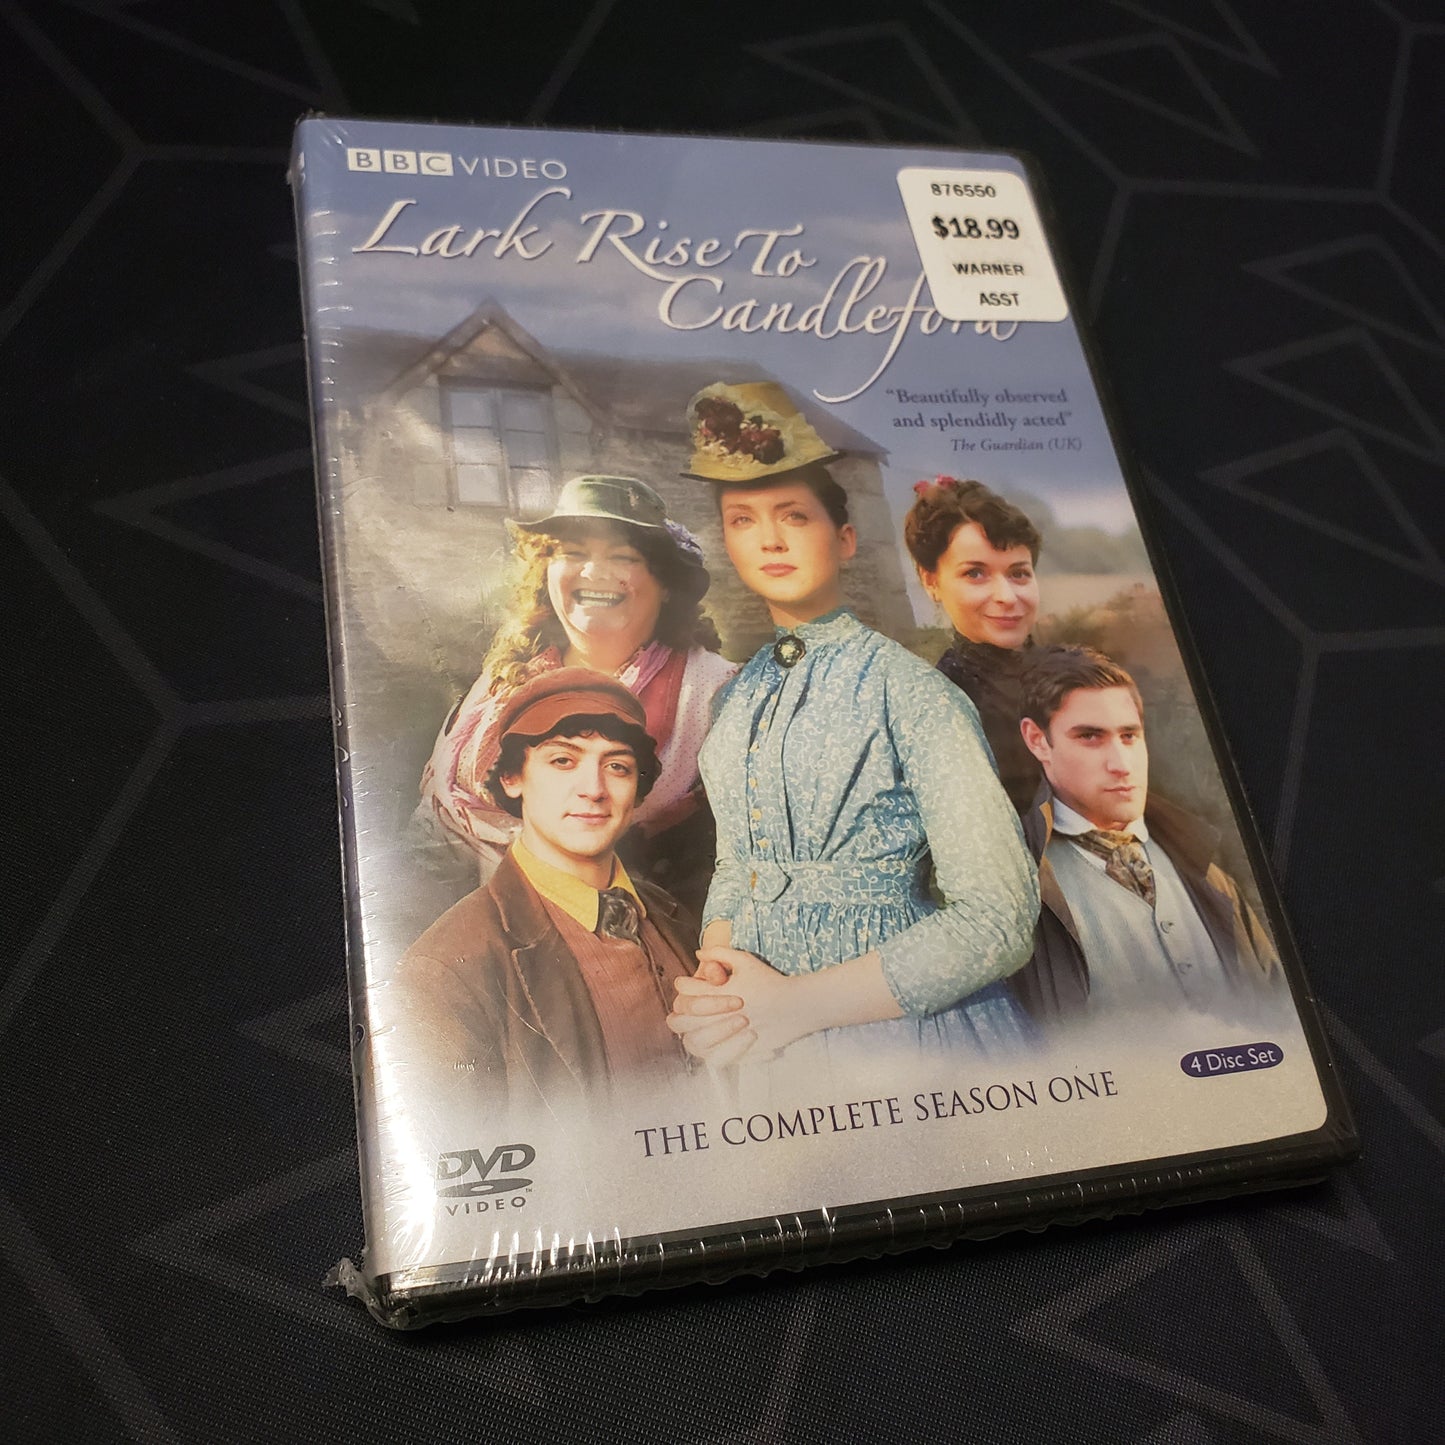 BBC VIDEO
876550
$18.99
WARNER
ASST
Lark Rise To
Candleford
“Beautifully observed
and splendidly acted”
The Guardian (UK)
4 Disc Set
THE COMPLETE SEASON ONE
DVD
VIDEO